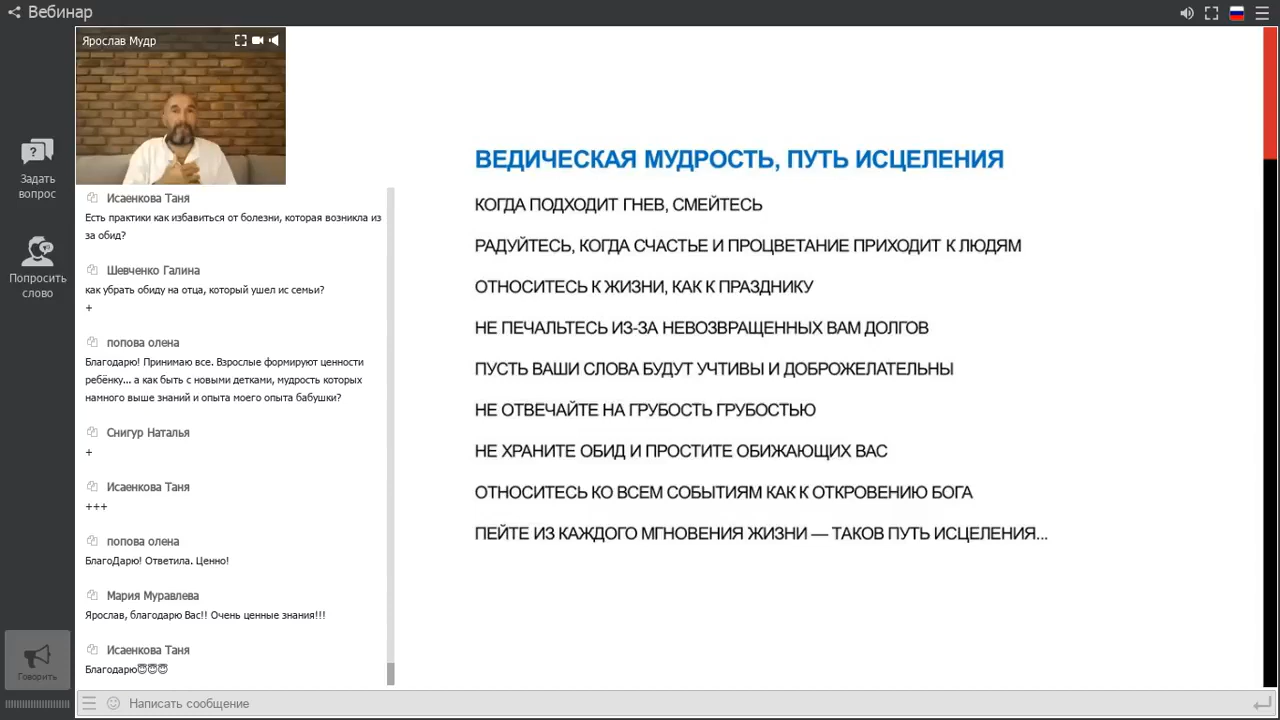 Вебинар
Ярослав Мудр
Задать
вопрос
Попросить
слово
Исаенкова Таня
Есть практики как избавиться от болезни, которая возникла из
за обид?
Шевченко Галина
как убрать обиду на отца, который ушел ис семьи?
+
попова олена
Благодарю! Принимаю все. Взрослые формируют ценности
ребёнку... а как быть с новыми детками, мудрость которых
намного выше знаний и опыта моего опыта бабушки?
Снигур Наталья
+
Исаенкова Таня
+++
попова олена
БлагоДарю! Ответила. Ценно!
Мария Муравлева
Ярослав, благодарю Вас!! Очень ценные знания!!!
Исаенкова Таня
Благодарю😇😇😇
Говорить
Написать сообщение
ВЕДИЧЕСКАЯ МУДРОСТЬ, ПУТЬ ИСЦЕЛЕНИЯ
КОГДА ПОДХОДИТ ГНЕВ, СМЕЙТЕСЬ
РАДУЙТЕСЬ, КОГДА СЧАСТЬЕ И ПРОЦВЕТАНИЕ ПРИХОДИТ К ЛЮДЯМ
ОТНОСИТЕСЬ К ЖИЗНИ, КАК К ПРАЗДНИКУ
НЕ ПЕЧАЛЬТЕСЬ ИЗ-ЗА НЕВОЗВРАЩЕННЫХ ВАМ ДОЛГОВ
ПУСТЬ ВАШИ СЛОВА БУДУТ УЧТИВЫ И ДОБРОЖЕЛАТЕЛЬНЫ
НЕ ОТВЕЧАЙТЕ НА ГРУБОСТЬ ГРУБОСТЬЮ
НЕ ХРАНИТЕ ОБИД И ПРОСТИТЕ ОБИЖАЮЩИХ ВАС
ОТНОСИТЕСЬ КО ВСЕМ СОБЫТИЯМ КАК К ОТКРОВЕНИЮ БОГА
ПЕЙТЕ ИЗ КАЖДОГО МГНОВЕНИЯ ЖИЗНИ — ТАКОВ ПУТЬ ИСЦЕЛЕНИЯ...